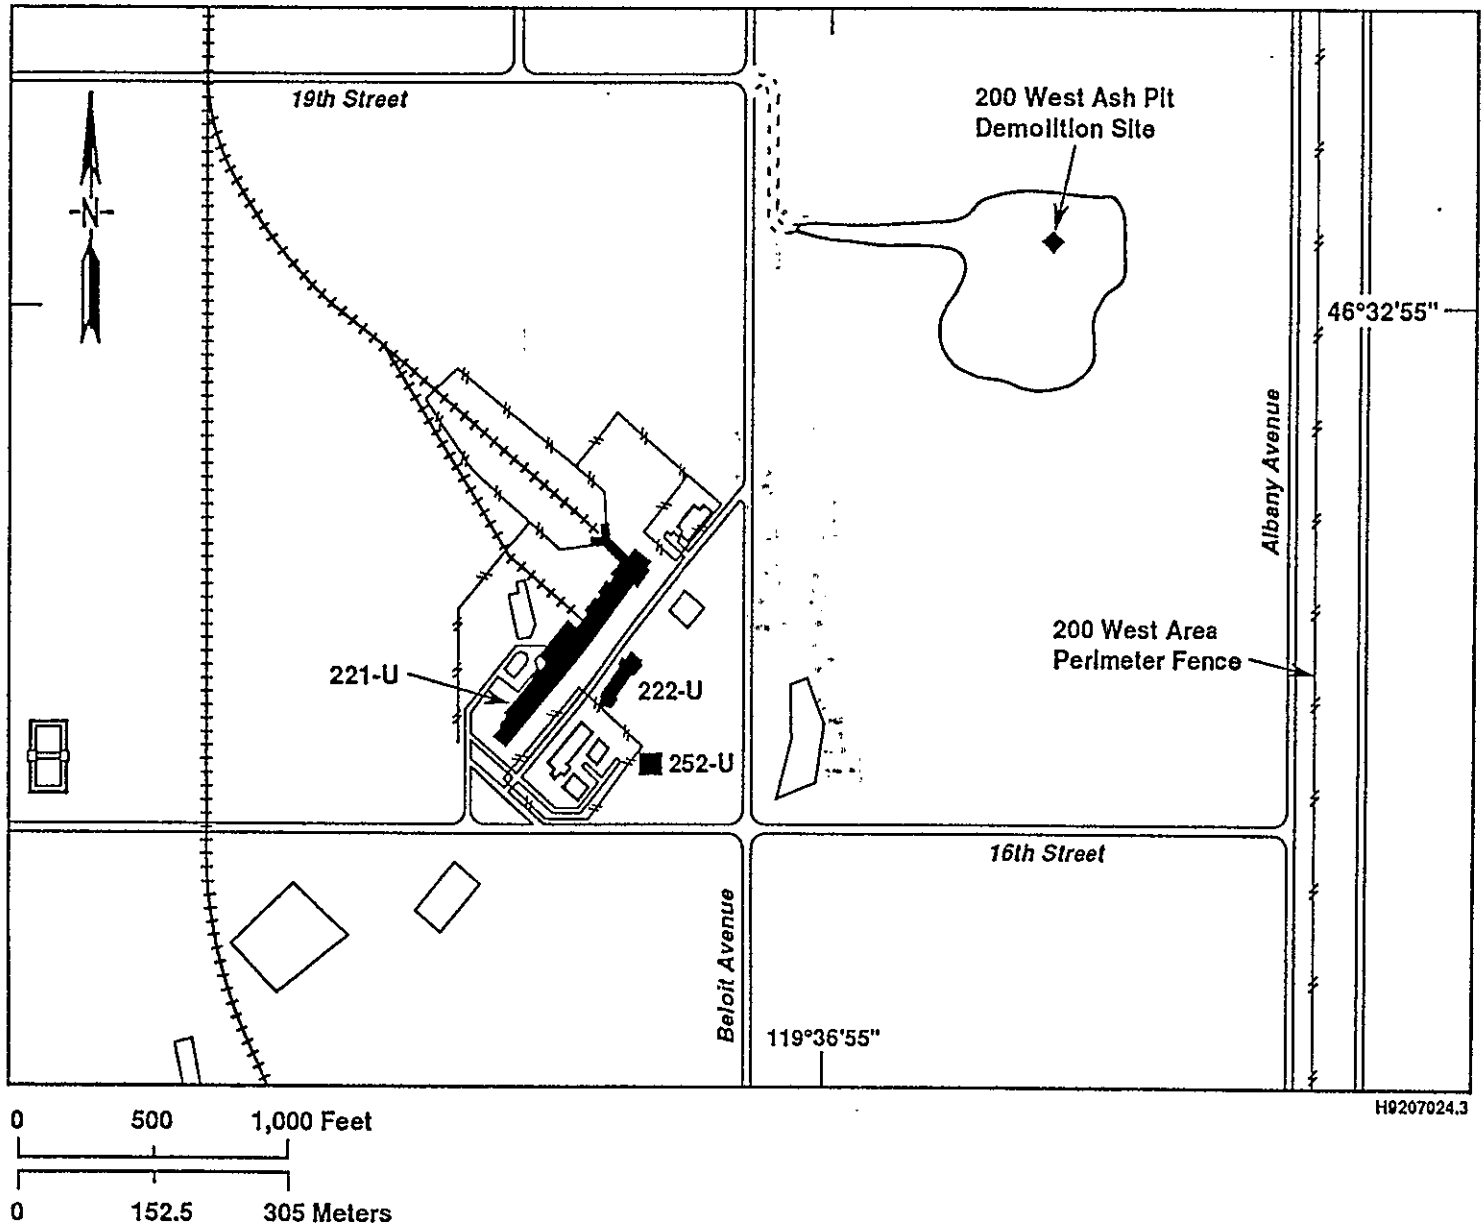 19th Street
200 West Ash Pit
Demolition Site
N
46°32'55"
Albany Avenue
200 West Area
Perimeter Fence
221-U
222-U
252-U
16th Street
Beloit Avenue
119°36'55"
H9207024.3
0 500 1,000 Feet
0 152.5 305 Meters